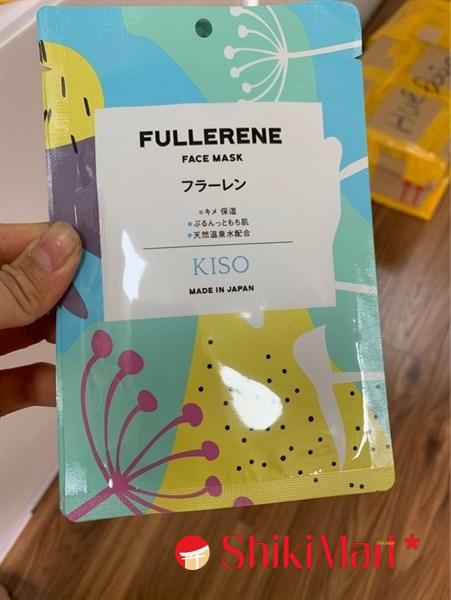 FULLERENE
FACE MASK
フラーレン
●キメ 保湿
●ぷるんっともち肌
●天然温泉水配合
KISO
MADE IN JAPAN
HUẾ
ShikiMart*